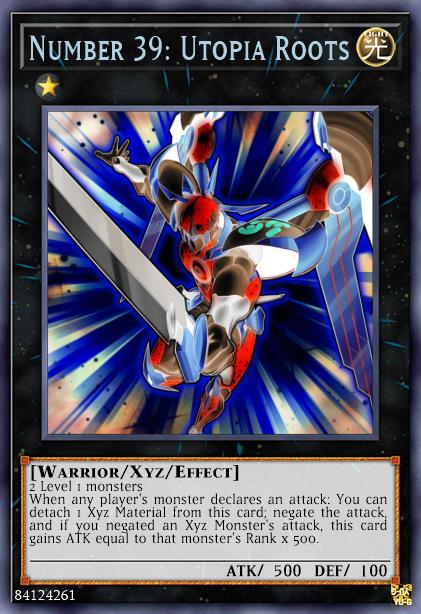 Number 39: Utopia Roots
LIGHT
光
[Warrior/Xyz/Effect]
2 Level 1 monsters
When any player's monster declares an attack: You can
detach 1 Xyz Material from this card; negate the attack,
and if you negated an Xyz Monster's attack, this card
gains ATK equal to that monster's Rank x 500.
ATK/ 500 DEF/ 100
84124261